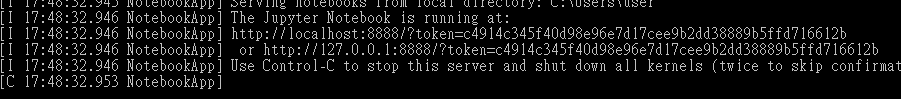 [I 17:48:32.945 NotebookApp] Serving notebooks from local directory: C:\Users\user
[I 17:48:32.946 NotebookApp] The Jupyter Notebook is running at:
[I 17:48:32.946 NotebookApp] http://localhost:8888/?token=c4914c345f40d98e96e7d17cee9b2dd38889b5ffd716612b
[I 17:48:32.946 NotebookApp]  or http://127.0.0.1:8888/?token=c4914c345f40d98e96e7d17cee9b2dd38889b5ffd716612b
[I 17:48:32.946 NotebookApp] Use Control-C to stop this server and shut down all kernels (twice to skip confirmat
[C 17:48:32.953 NotebookApp]